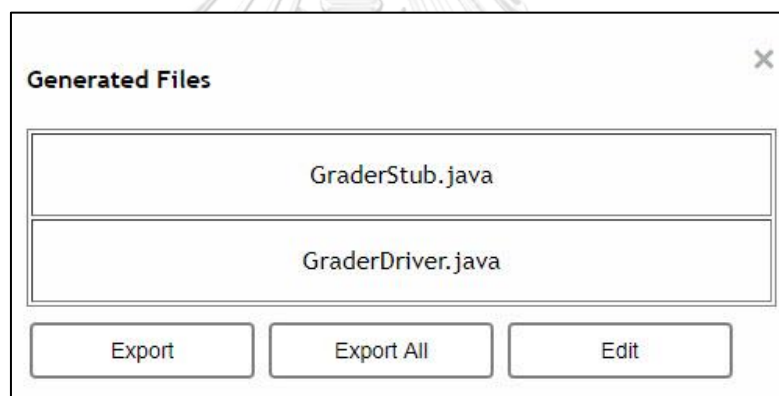 Generated Files
×
GraderStub.java
GraderDriver.java
Export Export All Edit